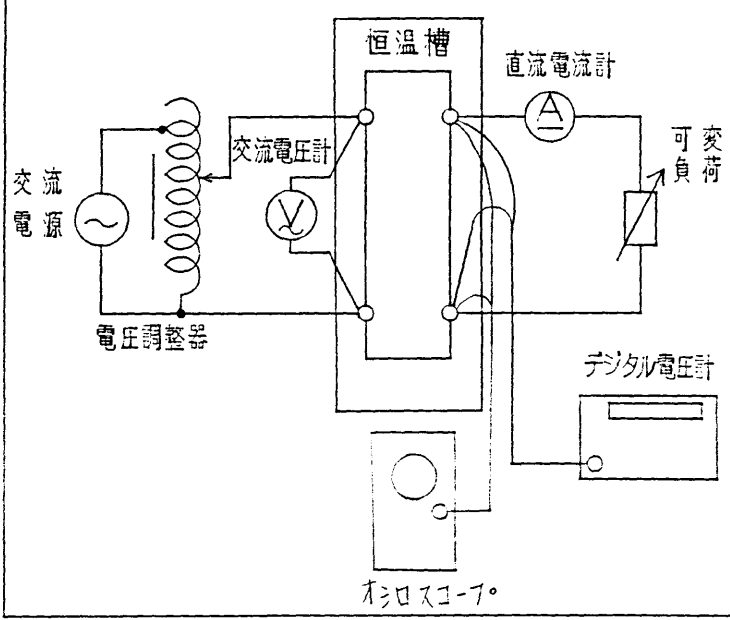 恒温槽
直流電流計
A
交流電圧計
V
可変
負荷
交流
電源
電圧調整器
デジタル電圧計
オシロスコープ